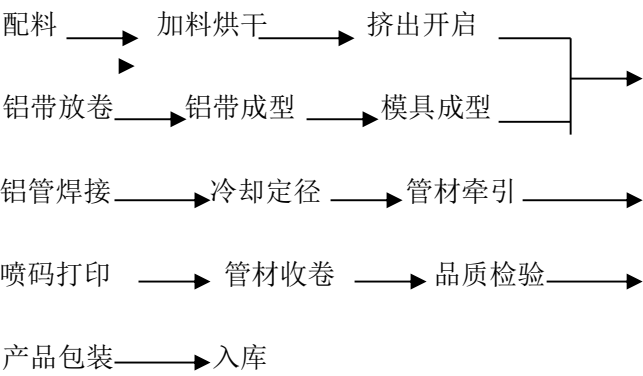 配料 加料烘干 挤出开启
铝带放卷 铝带成型 模具成型
铝管焊接 冷却定径 管材牵引
喷码打印 管材收卷 品质检验
产品包装 入库